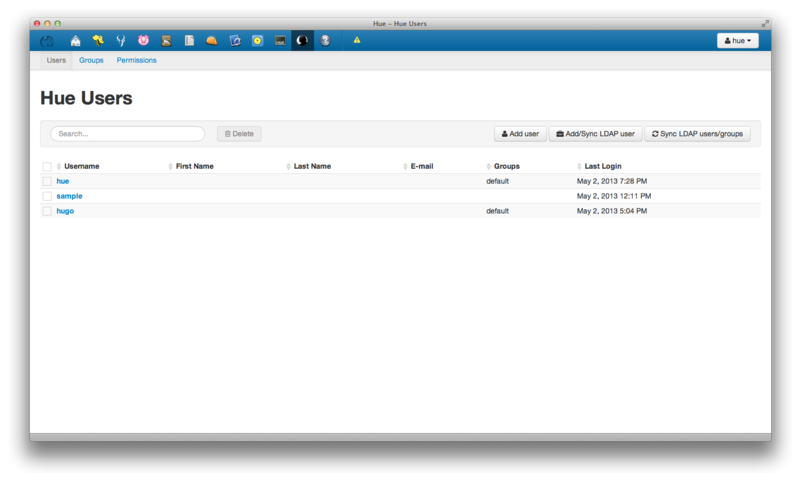 Hue – Hue Users
hue
Users Groups Permissions
Hue Users
Search... Delete Add user Add/Sync LDAP user Sync LDAP users/groups
Username First Name Last Name E-mail Groups Last Login
hue default May 2, 2013 7:28 PM
sample May 2, 2013 12:11 PM
hugo default May 2, 2013 5:04 PM